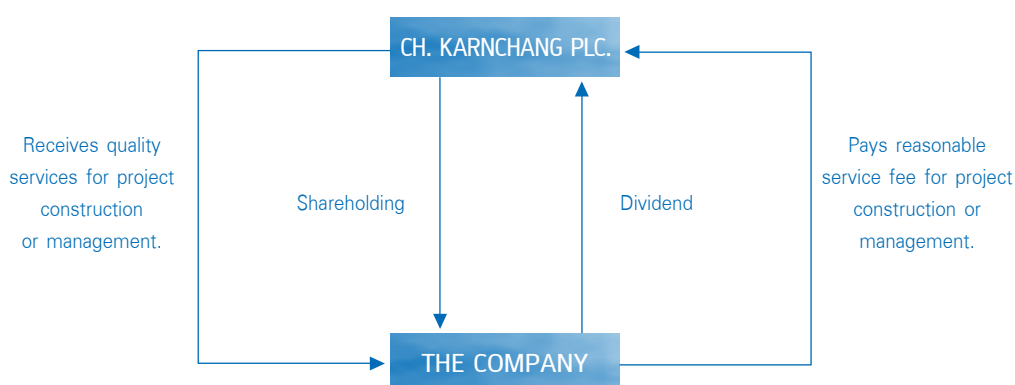 CH. KARNCHANG PLC.
Receives quality
services for project
construction
or management.
Shareholding
Dividend
Pays reasonable
service fee for project
construction or
management.
THE COMPANY